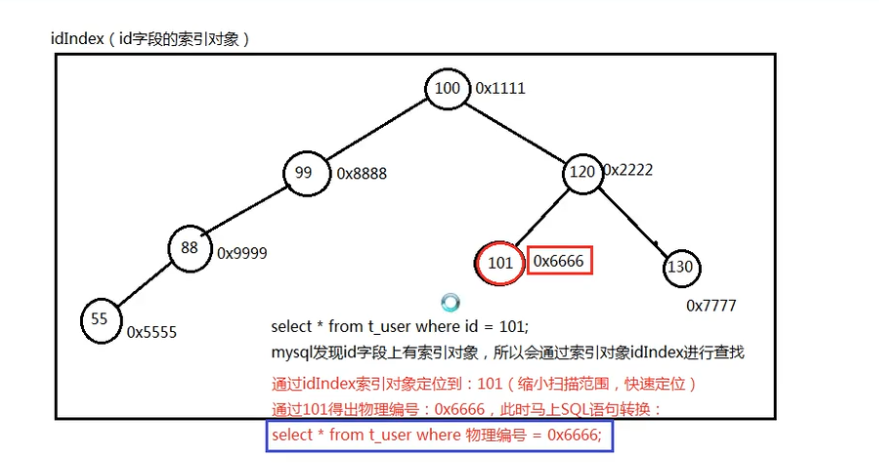 idIndex（id字段的索引对象）
100 0x1111
99 0x8888
120 0x2222
88 0x9999
101 0x6666
130
0x7777
55 0x5555
select * from t_user where id = 101;
mysql发现id字段上有索引对象，所以会通过索引对象idIndex进行查找
通过idIndex索引对象定位到：101（缩小扫描范围，快速定位）
通过101得出物理编号：0x6666，此时马上SQL语句转换：
select * from t_user where 物理编号 = 0x6666;